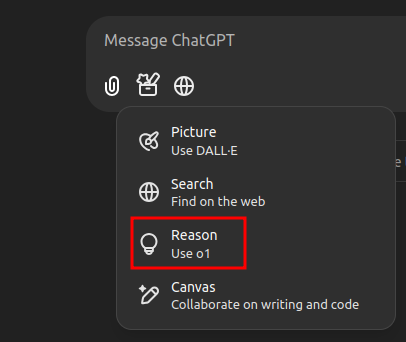 Message ChatGPT
Picture
Use DALL·E
Search
Find on the web
Reason
Use o1
Canvas
Collaborate on writing and code